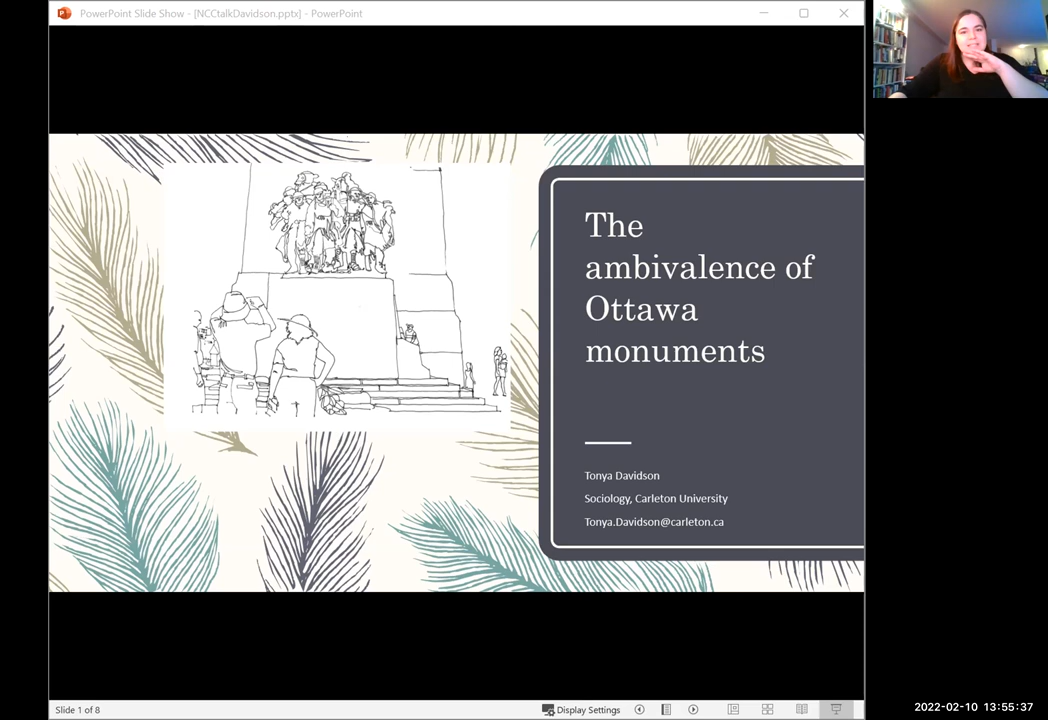 PowerPoint Slide Show - [NCCtalkDavidson.pptx] - PowerPoint
The
ambivalence of
Ottawa
monuments
Tonya Davidson
Sociology, Carleton University
Tonya.Davidson@carleton.ca
Slide 1 of 8
Display Settings
2022-02-10 13:55:37